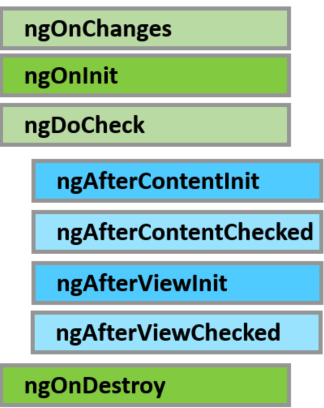 ngOnChanges
ngOnInit
ngDoCheck
ngAfterContentInit
ngAfterContentChecked
ngAfterViewInit
ngAfterViewChecked
ngOnDestroy